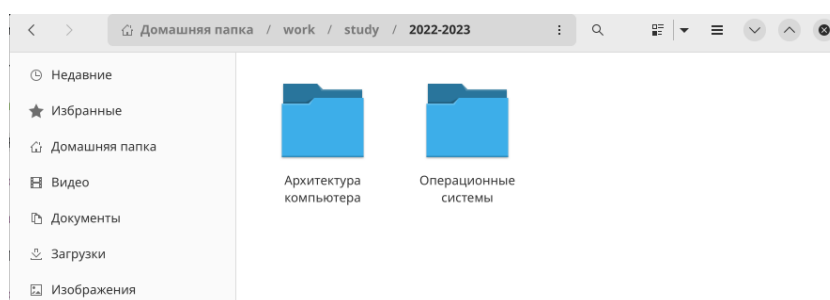 Домашняя папка / work / study / 2022-2023
Недавние
Избранные
Домашняя папка
Видео
Документы
Загрузки
Изображения
Архитектура
компьютера
Операционные
системы